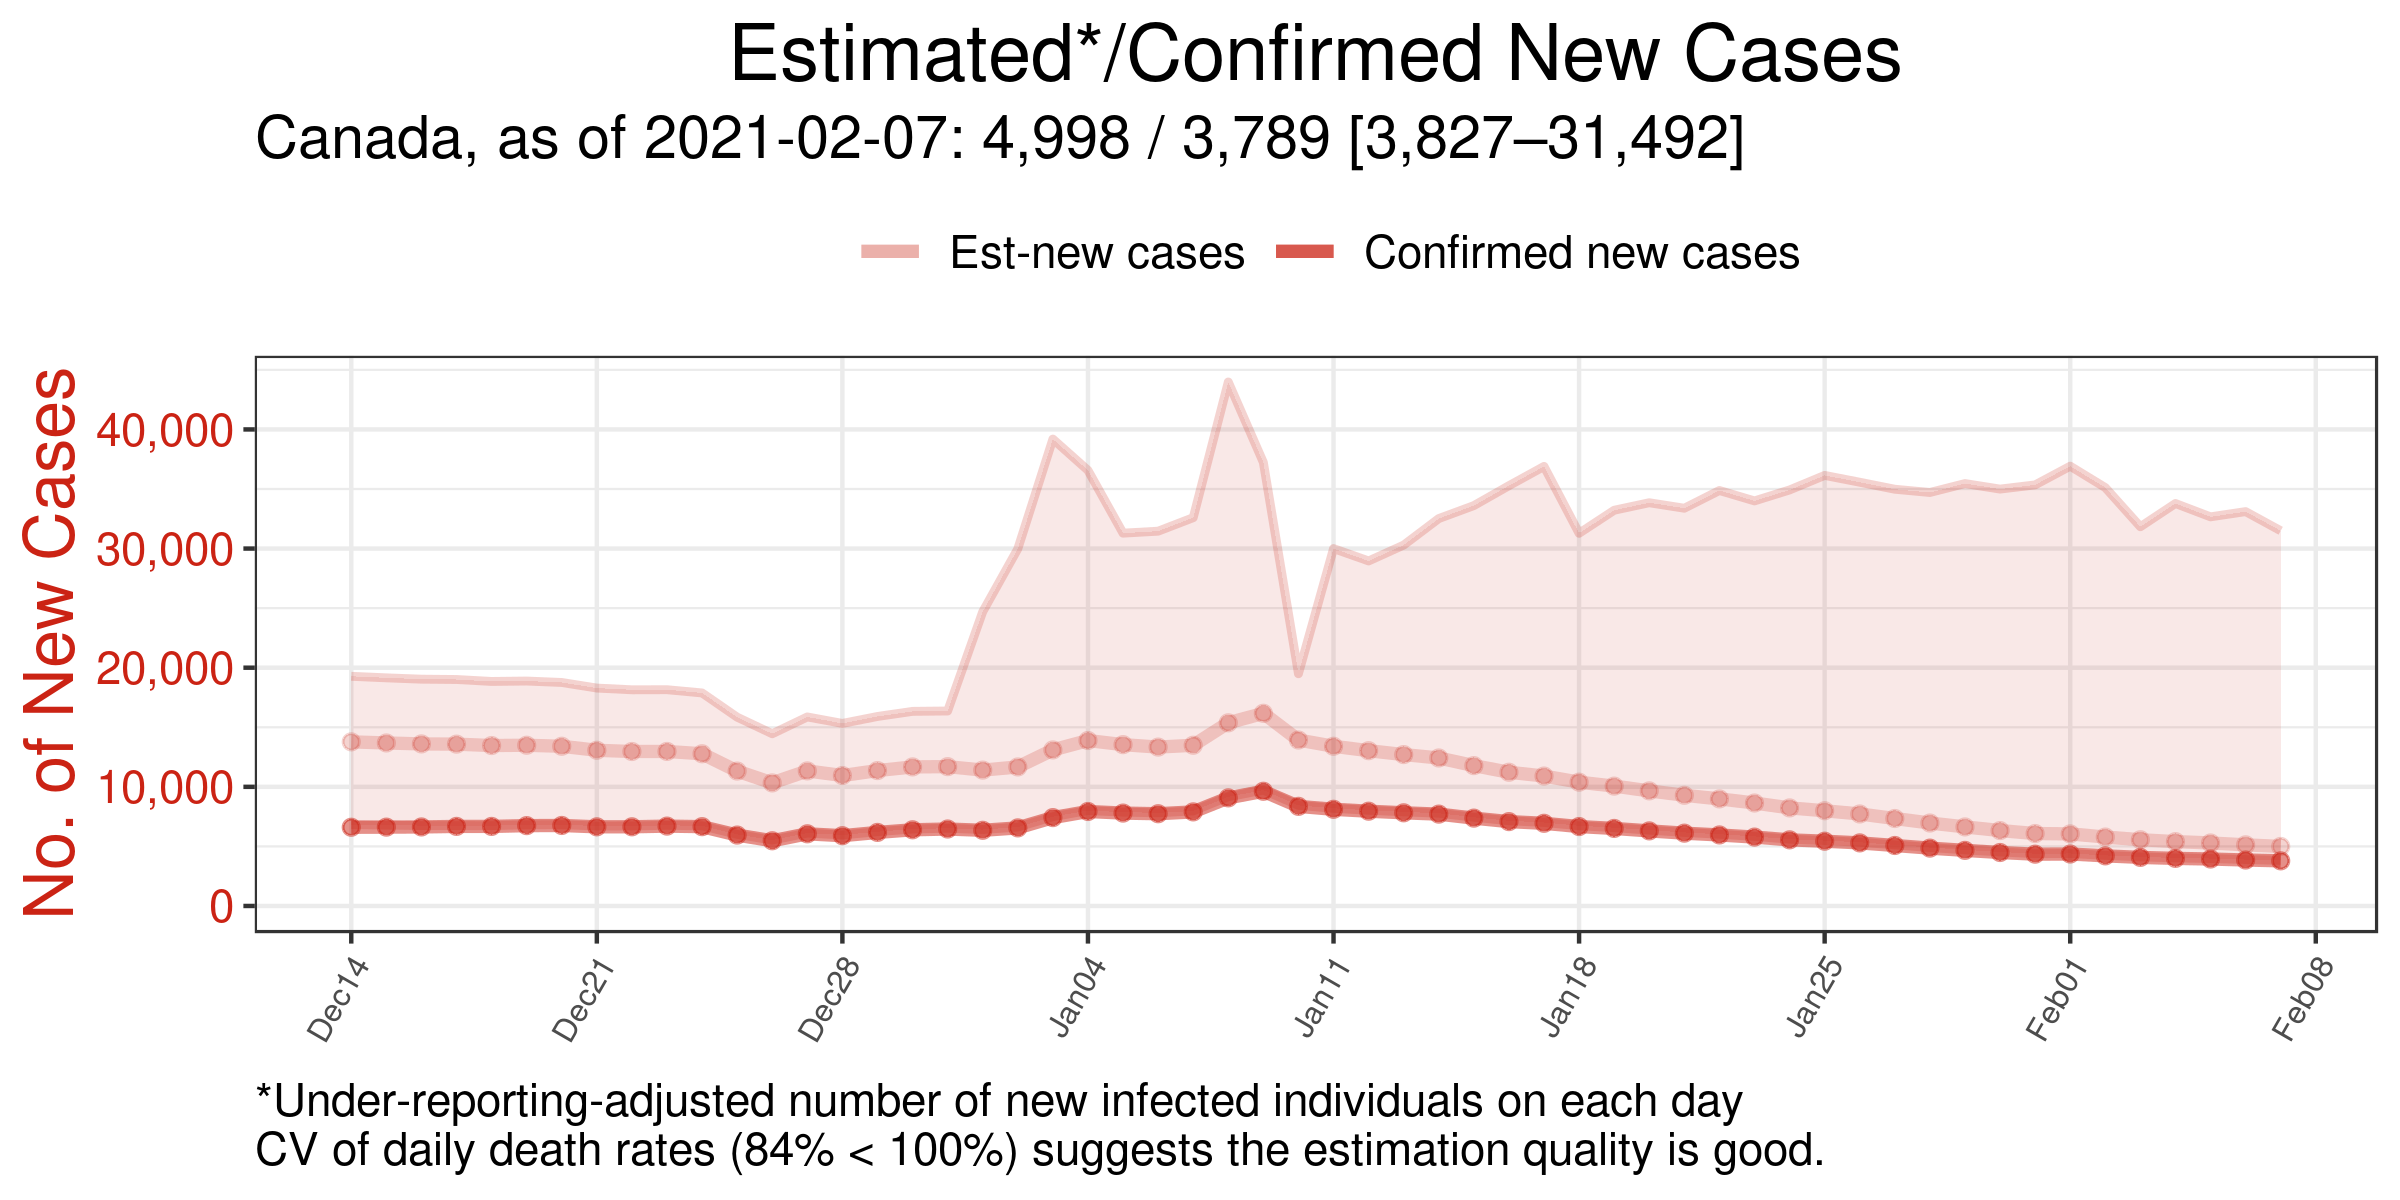 Estimated*/Confirmed New Cases
Canada, as of 2021-02-07: 4,998 / 3,789 [3,827–31,492]
Est-new cases
Confirmed new cases
No. of New Cases
40,000
30,000
20,000
10,000
0
Dec14
Dec21
Dec28
Jan04
Jan11
Jan18
Jan25
Feb01
Feb08
*Under-reporting-adjusted number of new infected individuals on each day
CV of daily death rates (84% < 100%) suggests the estimation quality is good.